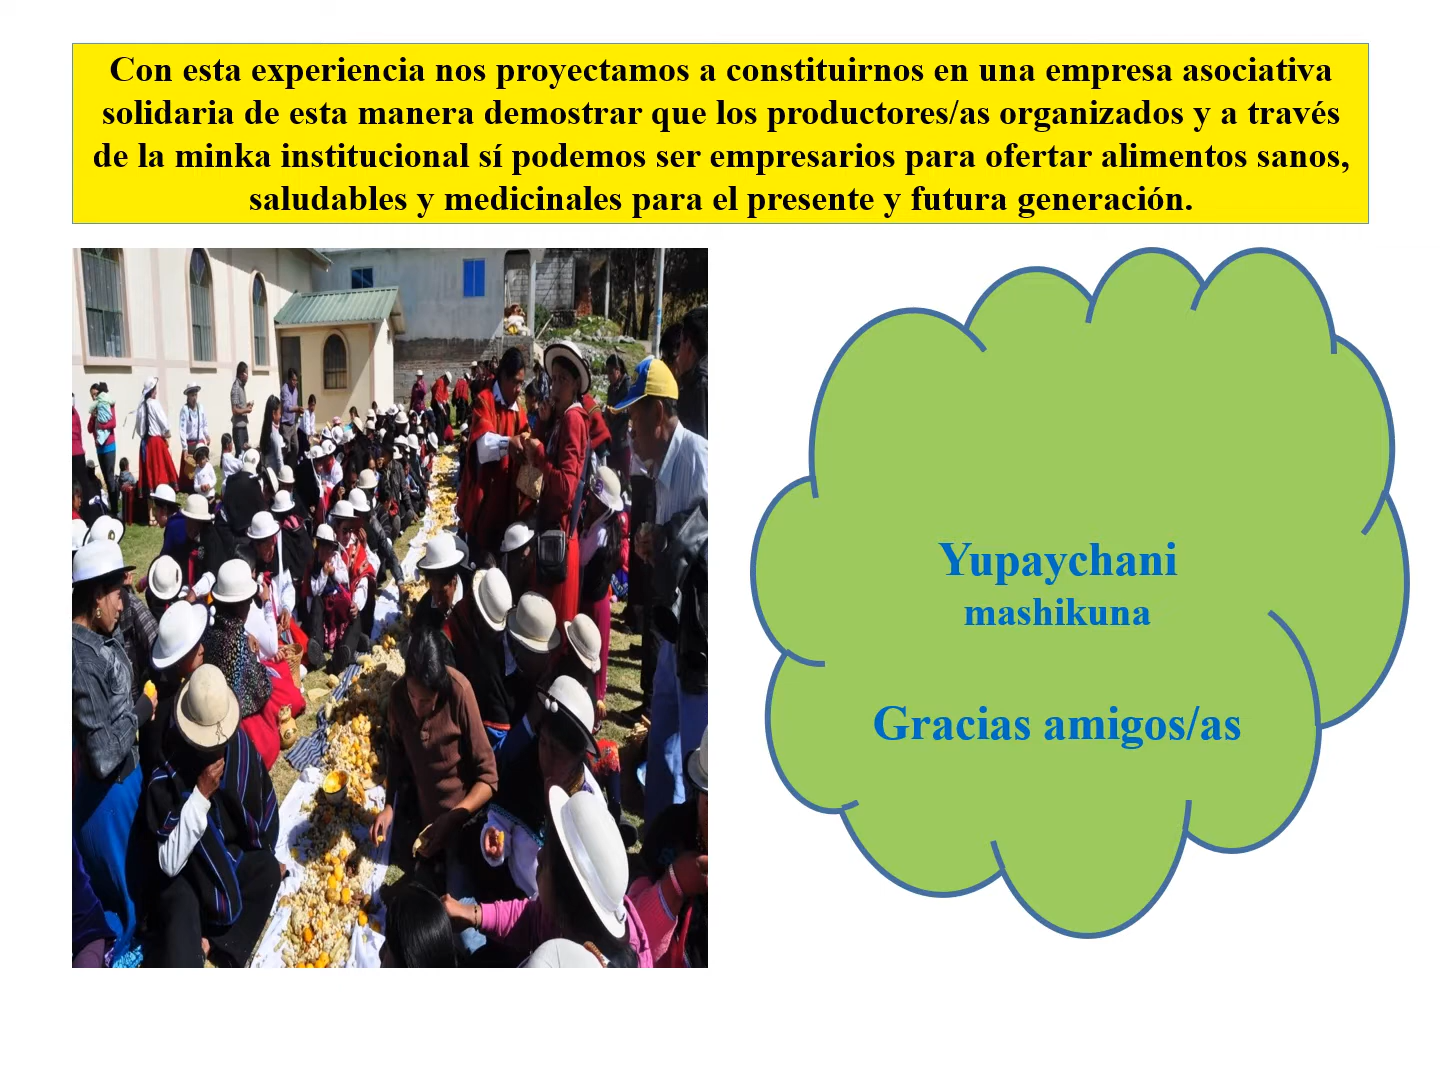 Con esta experiencia nos proyectamos a constituirnos en una empresa asociativa
solidaria de esta manera demostrar que los productores/as organizados y a través
de la minka institucional sí podemos ser empresarios para ofertar alimentos sanos,
saludables y medicinales para el presente y futura generación.
Yupaychani
mashikuna
Gracias amigos/as